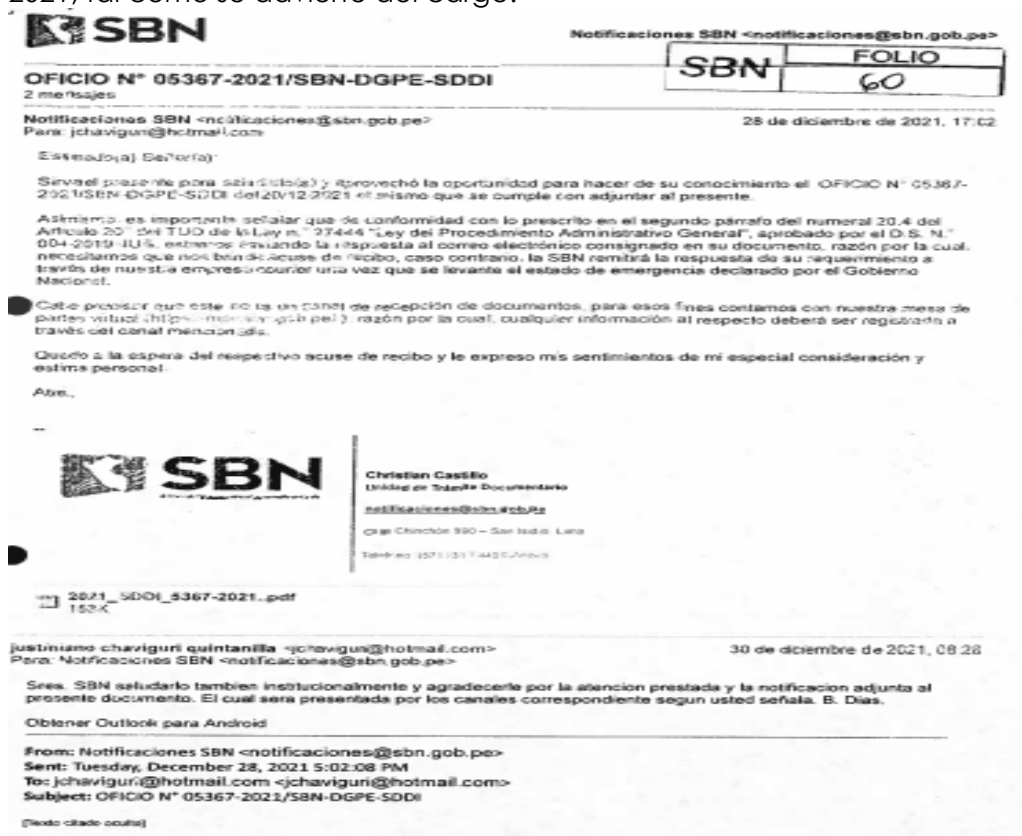 2021, tal como se advierte del cargo:
SBN
Notificaciones SBN <notificaciones@sbn.gob.pe>
SBN
FOLIO
60
OFICIO N° 05367-2021/SBN-DGPE-SDDI
2 mensajes
Notificaciones SBN <notificaciones@sbn.gob.pe>
28 de diciembre de 2021, 17:02
Para: jchaviguri@hotmail.com
Estimado(a) Señor(a):
Sirva el presente para saludarlo(a) y aprovechó la oportunidad para hacer de su conocimiento el OFICIO N° 05367-
2021/SBN-DGPE-SDDI del 20/12/2021 el mismo que se cumple con adjuntar al presente.
Asimismo, es importante señalar que de conformidad con lo prescrito en el segundo párrafo del numeral 20.4 del
Artículo 20° del TUO de la Ley n.° 27444 "Ley del Procedimiento Administrativo General", aprobado por el D.S. N.°
004-2019-JUS, estamos enviando la respuesta al correo electrónico consignado en su documento, razón por la cual,
necesitamos que nos brinde acuse de recibo, caso contrario, la SBN remitirá la respuesta de su requerimiento a
través de nuestra empresa courier una vez que se levante el estado de emergencia declarado por el Gobierno
Nacional.
Cabe precisar que este no es un canal de recepción de documentos, para esos fines contamos con nuestra mesa de
partes virtual razón por la cual, cualquier información al respecto deberá ser registrado a
través del canal mencionado.
Quedo a la espera del respectivo acuse de recibo y le expreso mis sentimientos de mi especial consideración y
estima personal.
Atte.,
--
SBN
Christian Castillo
Unidad de Trámite Documentario
notificaciones@sbn.gob.pe
Calle Chinchón 890 – San Isidro, Lima
2021_SDDI_5367-2021..pdf
153K
justiniano chaviguri quintanilla <jchaviguri@hotmail.com>
30 de diciembre de 2021, 08:28
Para: Notificaciones SBN <notificaciones@sbn.gob.pe>
Sres. SBN saludarlo tambien institucionalmente y agradecerle por la atencion prestada y la notificacion adjunta al
presente documento. El cual sera presentada por los canales correspondiente segun usted señala. B. Dias.
Obtener Outlook para Android
From: Notificaciones SBN <notificaciones@sbn.gob.pe>
Sent: Tuesday, December 28, 2021 5:02:08 PM
To: jchaviguri@hotmail.com <jchaviguri@hotmail.com>
Subject: OFICIO N° 05367-2021/SBN-DGPE-SDDI
[Texto citado oculto]